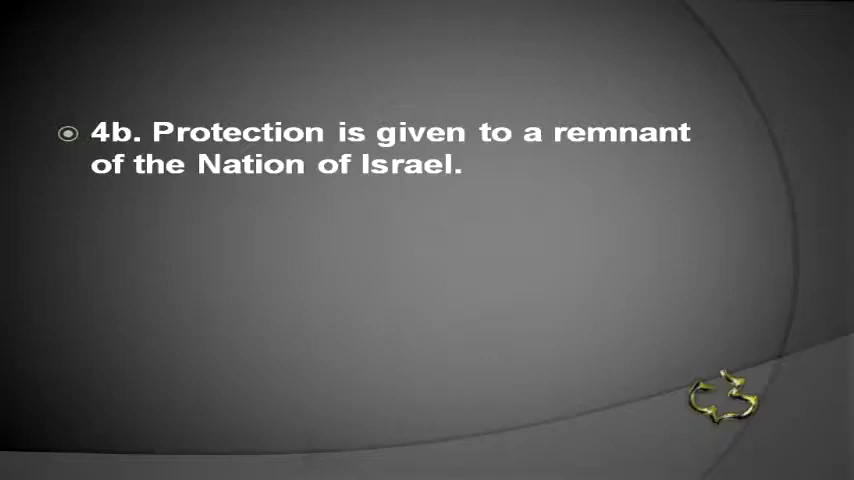 4b. Protection is given to a remnant
of the Nation of Israel.